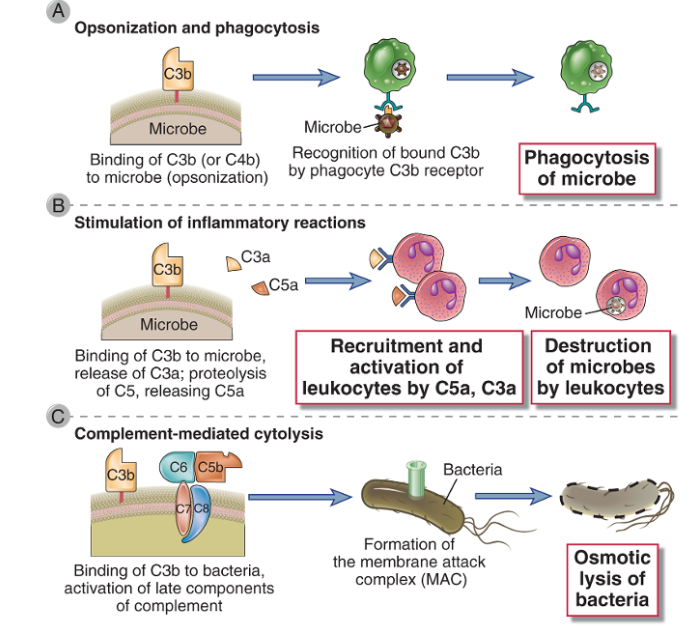 A
Opsonization and phagocytosis
C3b
Microbe
Binding of C3b (or C4b)
to microbe (opsonization)
Microbe
Recognition of bound C3b
by phagocyte C3b receptor
Phagocytosis
of microbe
B
Stimulation of inflammatory reactions
C3b
C3a
C5a
Microbe
Binding of C3b to microbe,
release of C3a; proteolysis
of C5, releasing C5a
Recruitment and
activation of
leukocytes by C5a, C3a
Microbe
Destruction
of microbes
by leukocytes
C
Complement-mediated cytolysis
C3b
C6
C5b
C7
C8
Binding of C3b to bacteria,
activation of late components
of complement
Bacteria
Formation of
the membrane attack
complex (MAC)
Osmotic
lysis of
bacteria